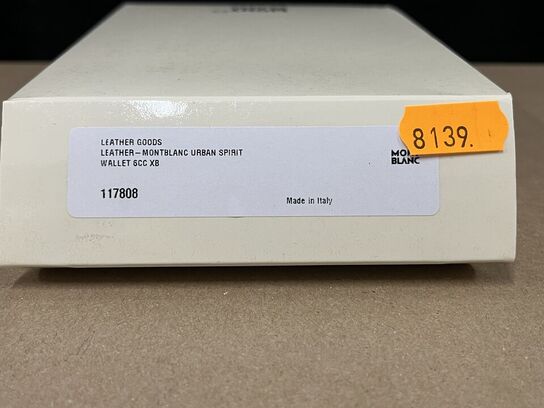 LEATHER GOODS
LEATHER—MONTBLANC URBAN SPIRIT
WALLET 6CC XB
117808
Made in Italy
8139.
MONT
BLANC